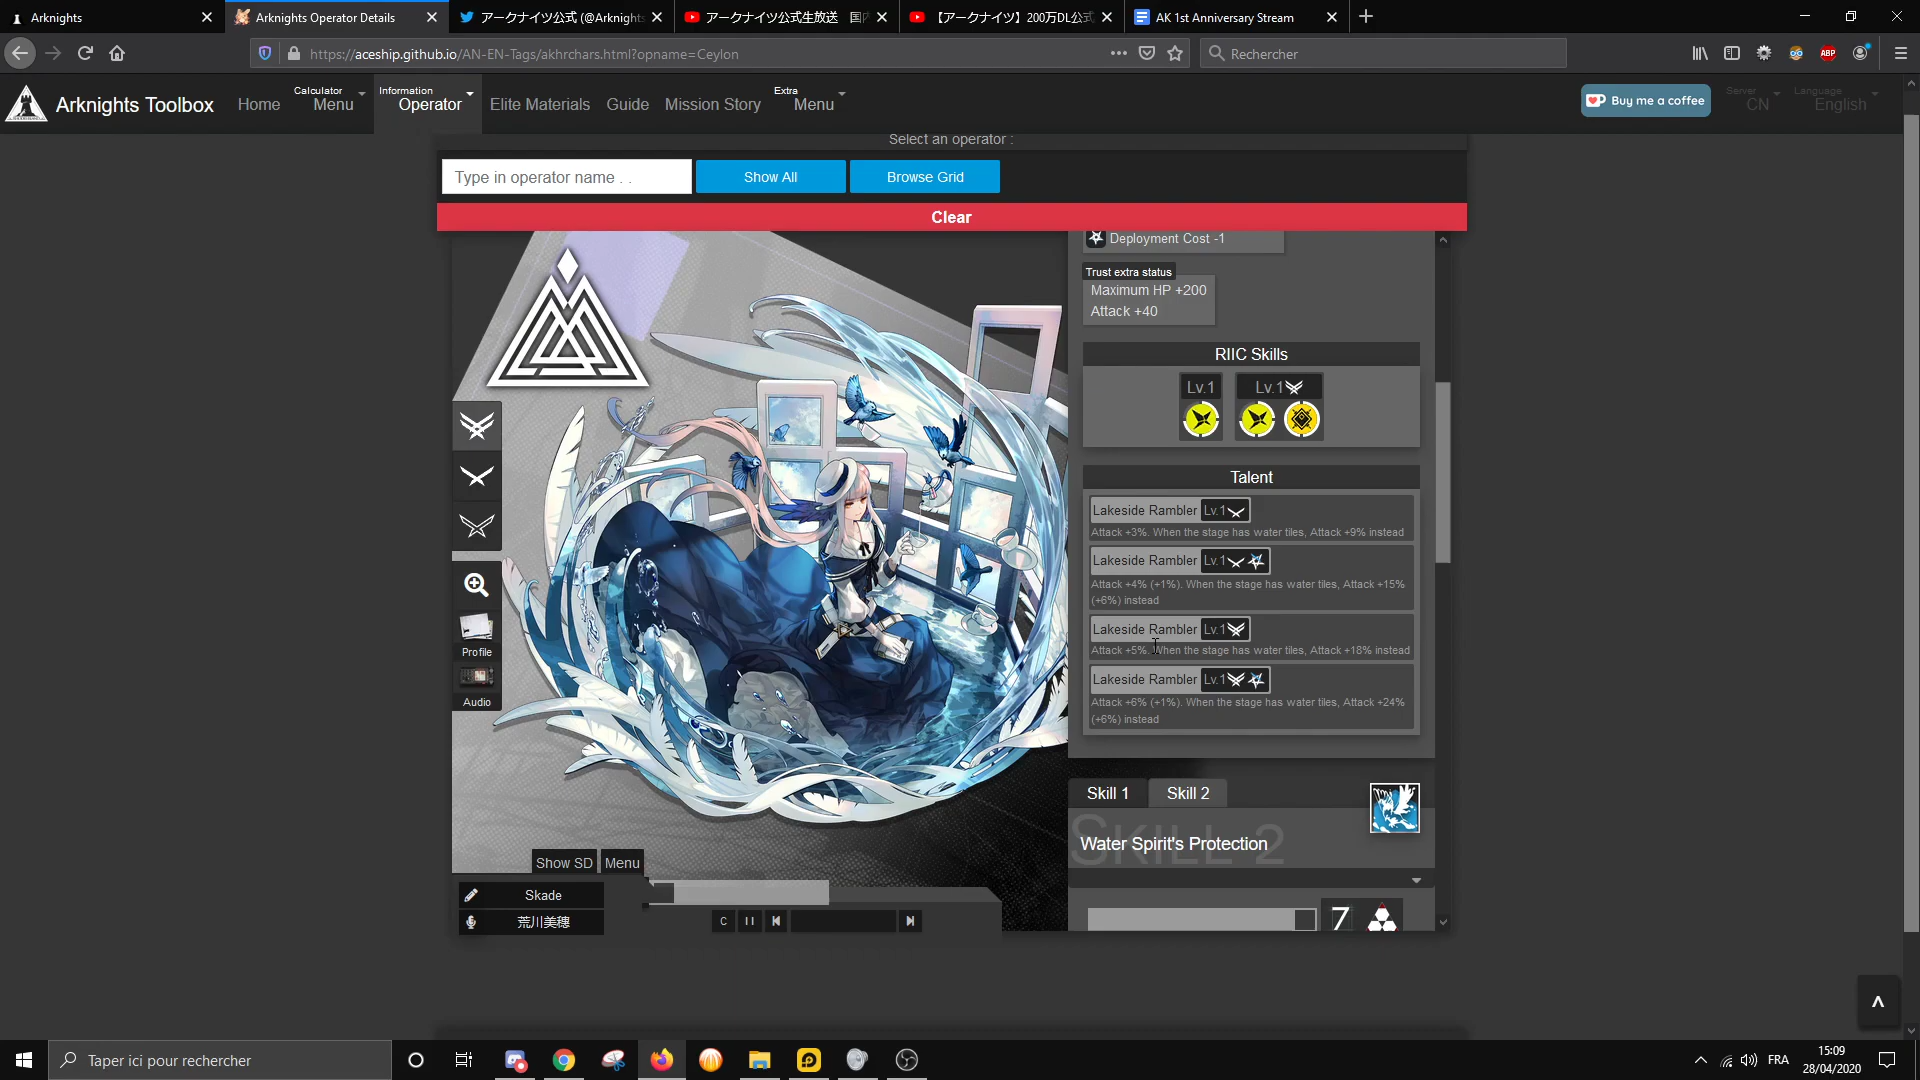 Arknights
Arknights Operator Details
アークナイツ公式 (@Arknights
アークナイツ公式生放送 国内
【アークナイツ】200万DL公式
AK 1st Anniversary Stream
https://aceship.github.io/AN-EN-Tags/akhrchars.html?opname=Ceylon
Rechercher
ABP
Arknights Toolbox
Home
Calculator
Menu
Information
Operator
Elite Materials
Guide
Mission Story
Extra
Menu
Buy me a coffee
Server
CN
Language
English
Select an operator :
Type in operator name . .
Show All
Browse Grid
Clear
Deployment Cost -1
Trust extra status
Maximum HP +200
Attack +40
RIIC Skills
Lv.1
Lv.1
Talent
Lakeside Rambler Lv.1
Attack +3%. When the stage has water tiles, Attack +9% instead
Lakeside Rambler Lv.1
Attack +4% (+1%). When the stage has water tiles, Attack +15%
(+6%) instead
Lakeside Rambler Lv.1
Attack +5%. When the stage has water tiles, Attack +18% instead
Lakeside Rambler Lv.1
Attack +6% (+1%). When the stage has water tiles, Attack +24%
(+6%) instead
Profile
Audio
Skill 1
Skill 2
SKILL 2
Water Spirit's Protection
7
Show SD
Menu
Skade
荒川美穂
C
Taper ici pour rechercher
FRA
15:09
28/04/2020